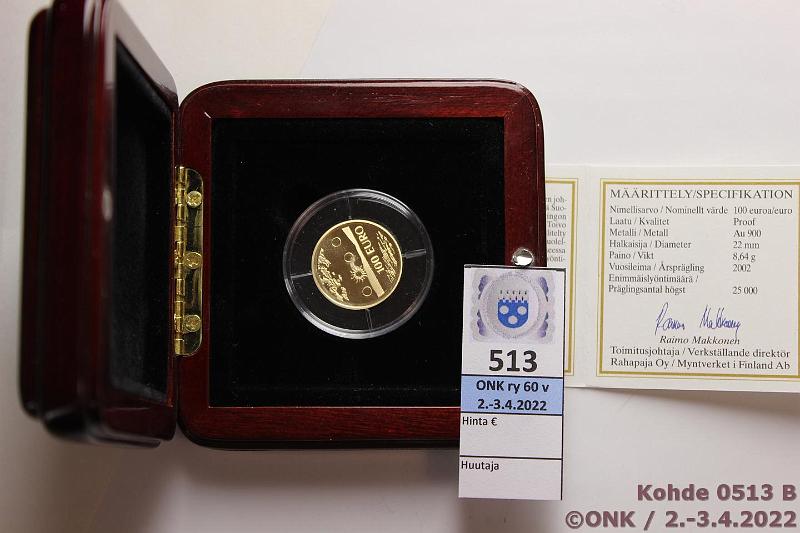 100 EURO
MÄÄRITTELY/SPECIFIKATION
Nimellisarvo / Nominellt värde 100 euroa/euro
Laatu / Kvalitet Proof
Metalli / Metall Au 900
Halkaisija / Diameter 22 mm
Paino / Vikt 8,64 g
Vuosileima / Årsprägling 2002
Enimmäislyöntimäärä /
Präglingsantal högst 25 000
Raimo Makkonen
Toimitusjohtaja / Verkställande direktör
Rahapaja Oy / Myntverket i Finland Ab
513
ONK ry 60 v
2.-3.4.2022
Hinta €
Huutaja
Kohde 0513 B
©ONK / 2.-3.4.2022